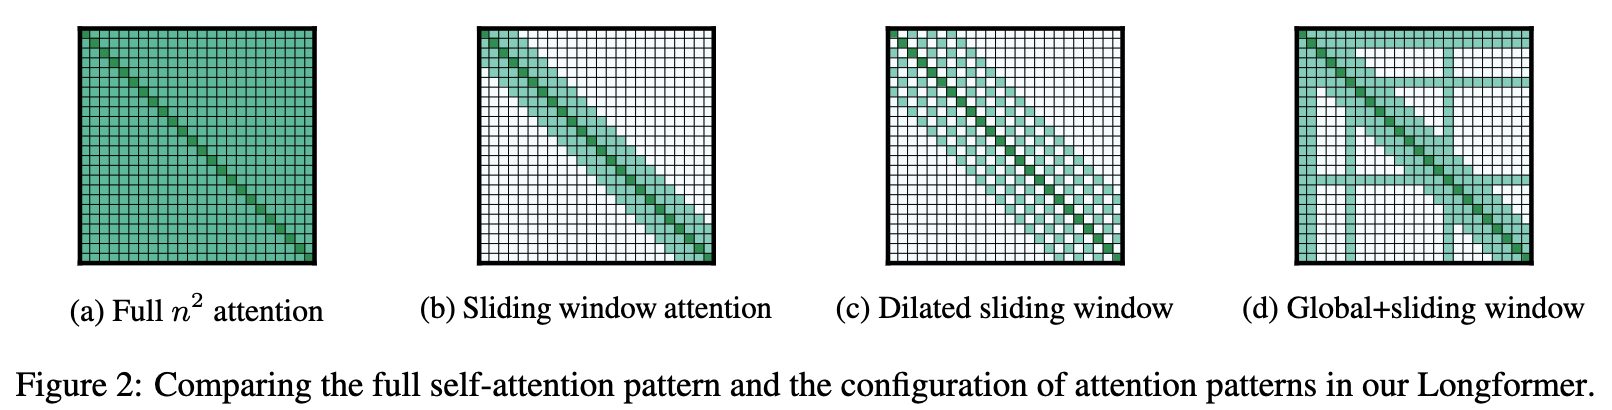 (a) Full n² attention
(b) Sliding window attention
(c) Dilated sliding window
(d) Global+sliding window
Figure 2: Comparing the full self-attention pattern and the configuration of attention patterns in our Longformer.